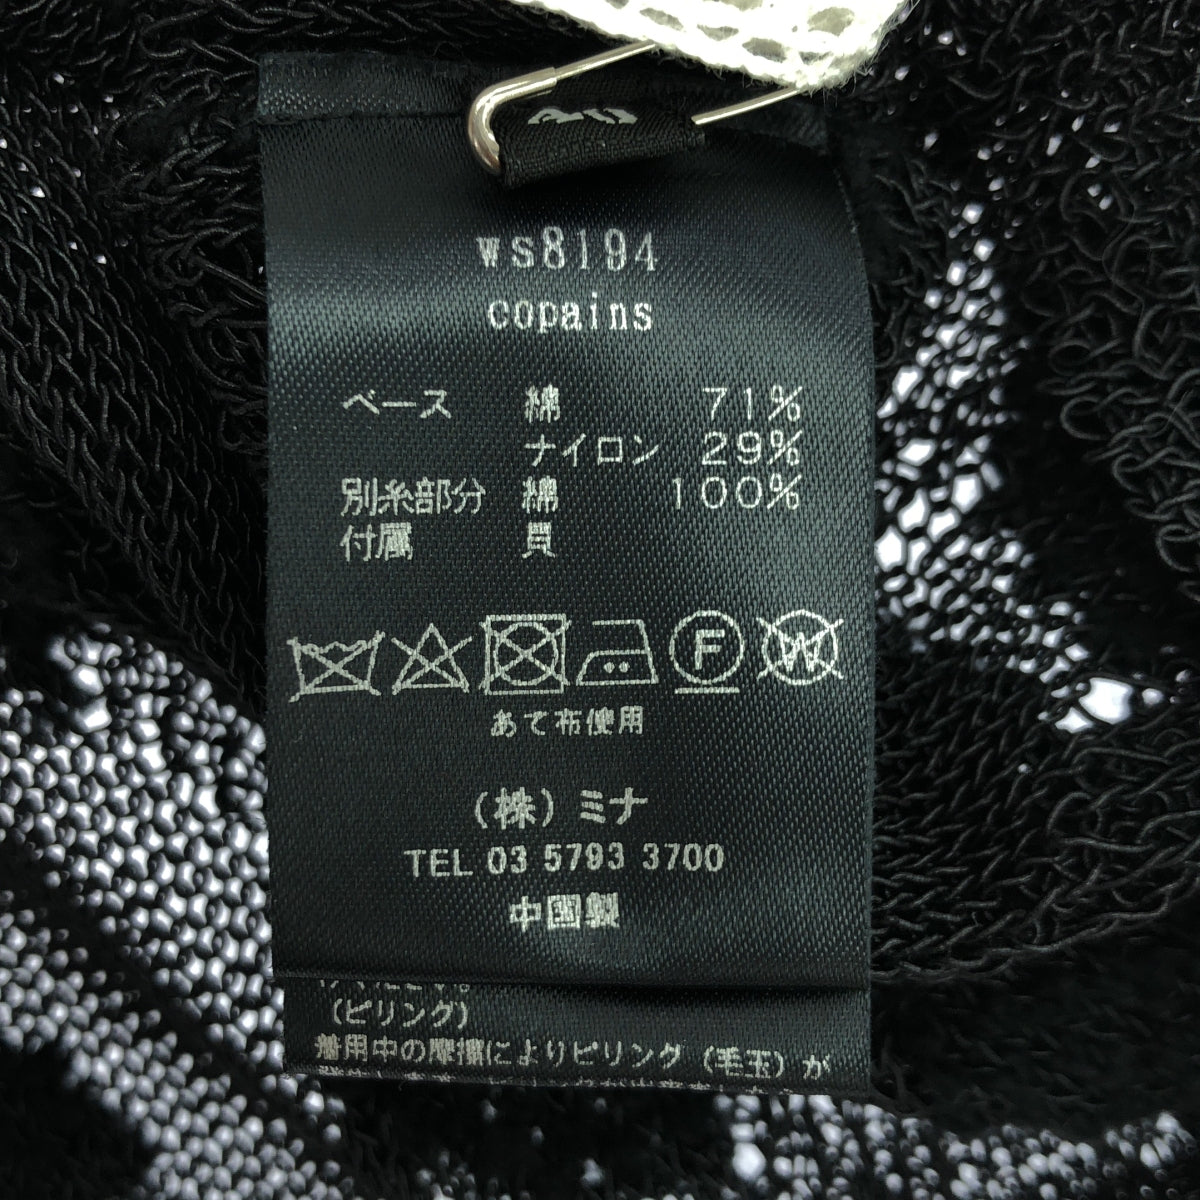 ws8194
copains
ベース 綿 71%
ナイロン 29%
別糸部分 綿 100%
付属 貝
F W
あて布使用
(株)ミナ
TEL 03 5793 3700
中国製
(ピリング)
着用中の摩擦によりピリング(毛玉)が